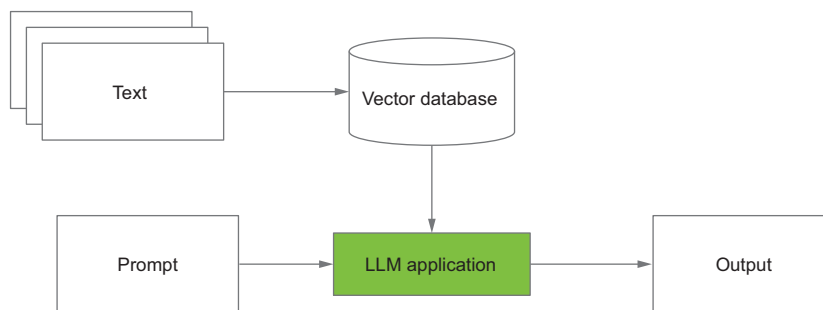 Text
Vector database
Prompt
LLM application
Output